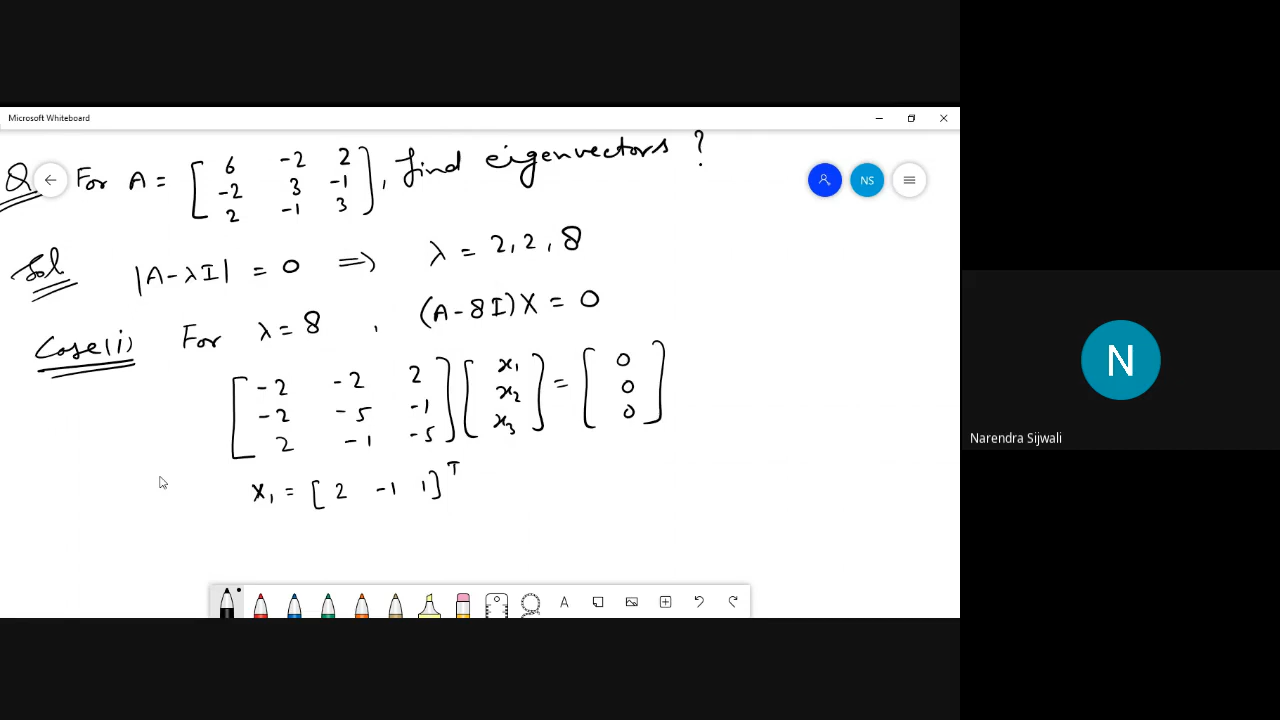 Microsoft Whiteboard
Q For A = [6 -2 2
-2 3 -1
2 -1 3], find eigenvectors ?
Sol |A-λI| = 0 ⟹ λ = 2, 2, 8
Case(i) For λ = 8, (A-8I)X = 0
[-2 -2 2
-2 -5 -1
2 -1 -5] [x₁
x₂
x₃] = [0
0
0]
X₁ = [2 -1 1]ᵀ
NS
N
Narendra Sijwali
A